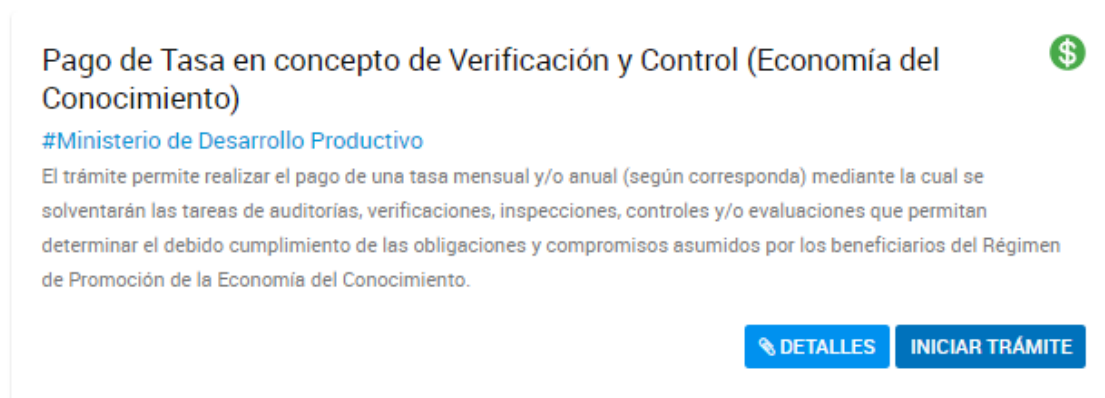 Pago de Tasa en concepto de Verificación y Control (Economía del
Conocimiento)
$
#Ministerio de Desarrollo Productivo
El trámite permite realizar el pago de una tasa mensual y/o anual (según corresponda) mediante la cual se
solventarán las tareas de auditorías, verificaciones, inspecciones, controles y/o evaluaciones que permitan
determinar el debido cumplimiento de las obligaciones y compromisos asumidos por los beneficiarios del Régimen
de Promoción de la Economía del Conocimiento.
DETALLES
INICIAR TRÁMITE